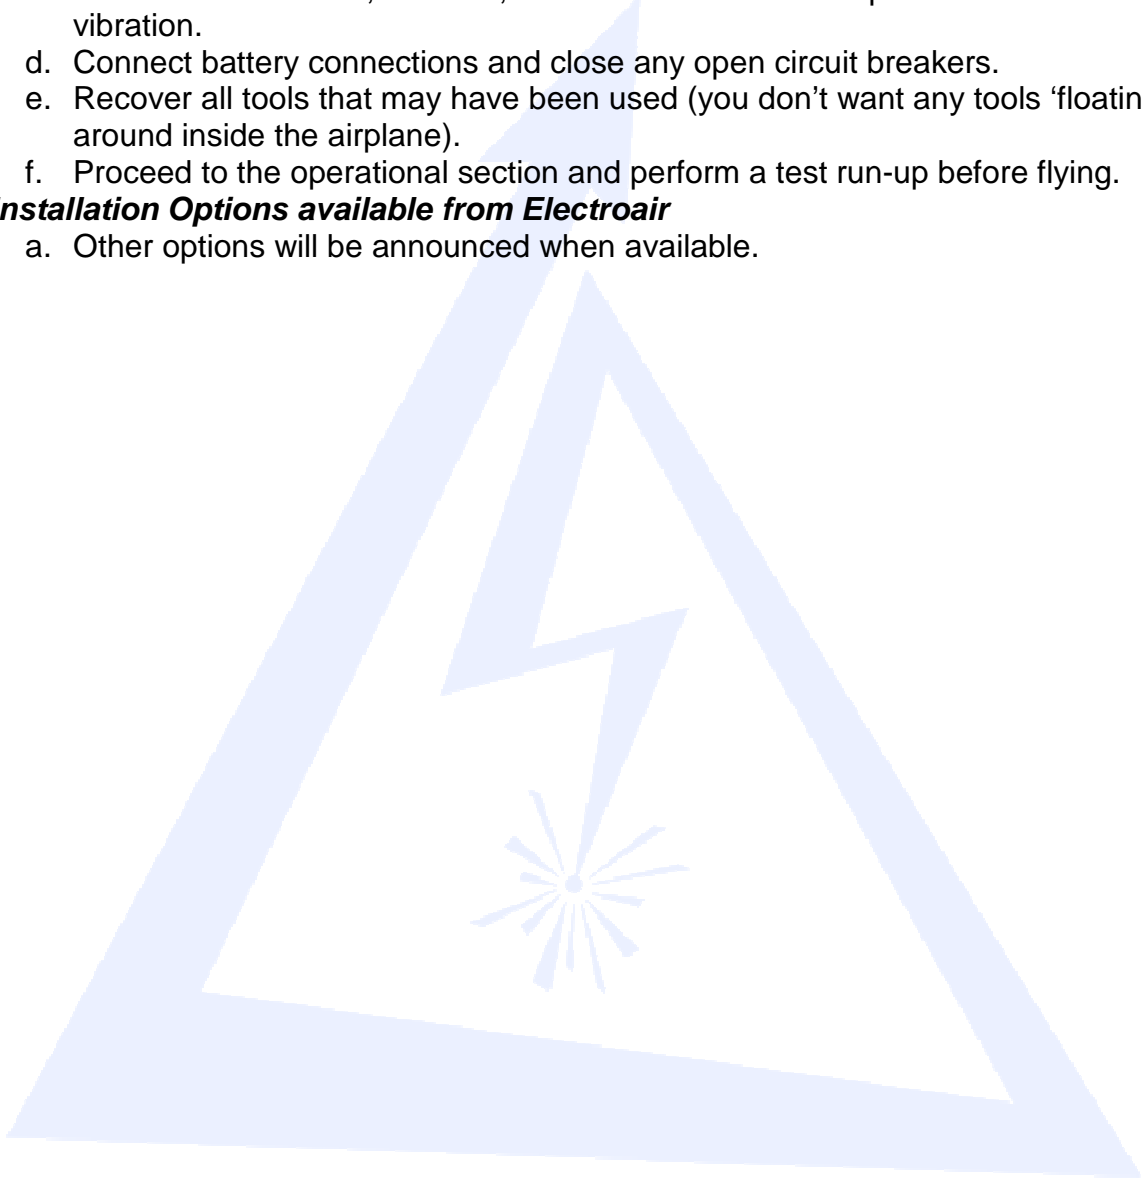 vibration.
d. Connect battery connections and close any open circuit breakers.
e. Recover all tools that may have been used (you don’t want any tools ‘floatin
around inside the airplane).
f. Proceed to the operational section and perform a test run-up before flying.
nstallation Options available from Electroair
a. Other options will be announced when available.